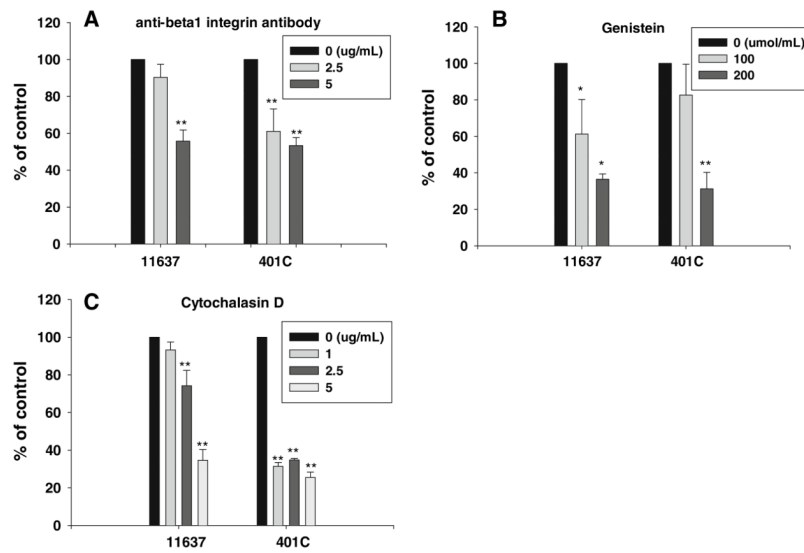 A
anti-beta1 integrin antibody
120
100
80
60
40
20
0
% of control
0 (ug/mL)
2.5
5
**
**
**
11637
401C
B
Genistein
120
100
80
60
40
20
0
% of control
0 (umol/mL)
100
200
*
*
**
11637
401C
C
Cytochalasin D
120
100
80
60
40
20
0
% of control
0 (ug/mL)
1
2.5
5
**
**
**
**
**
11637
401C